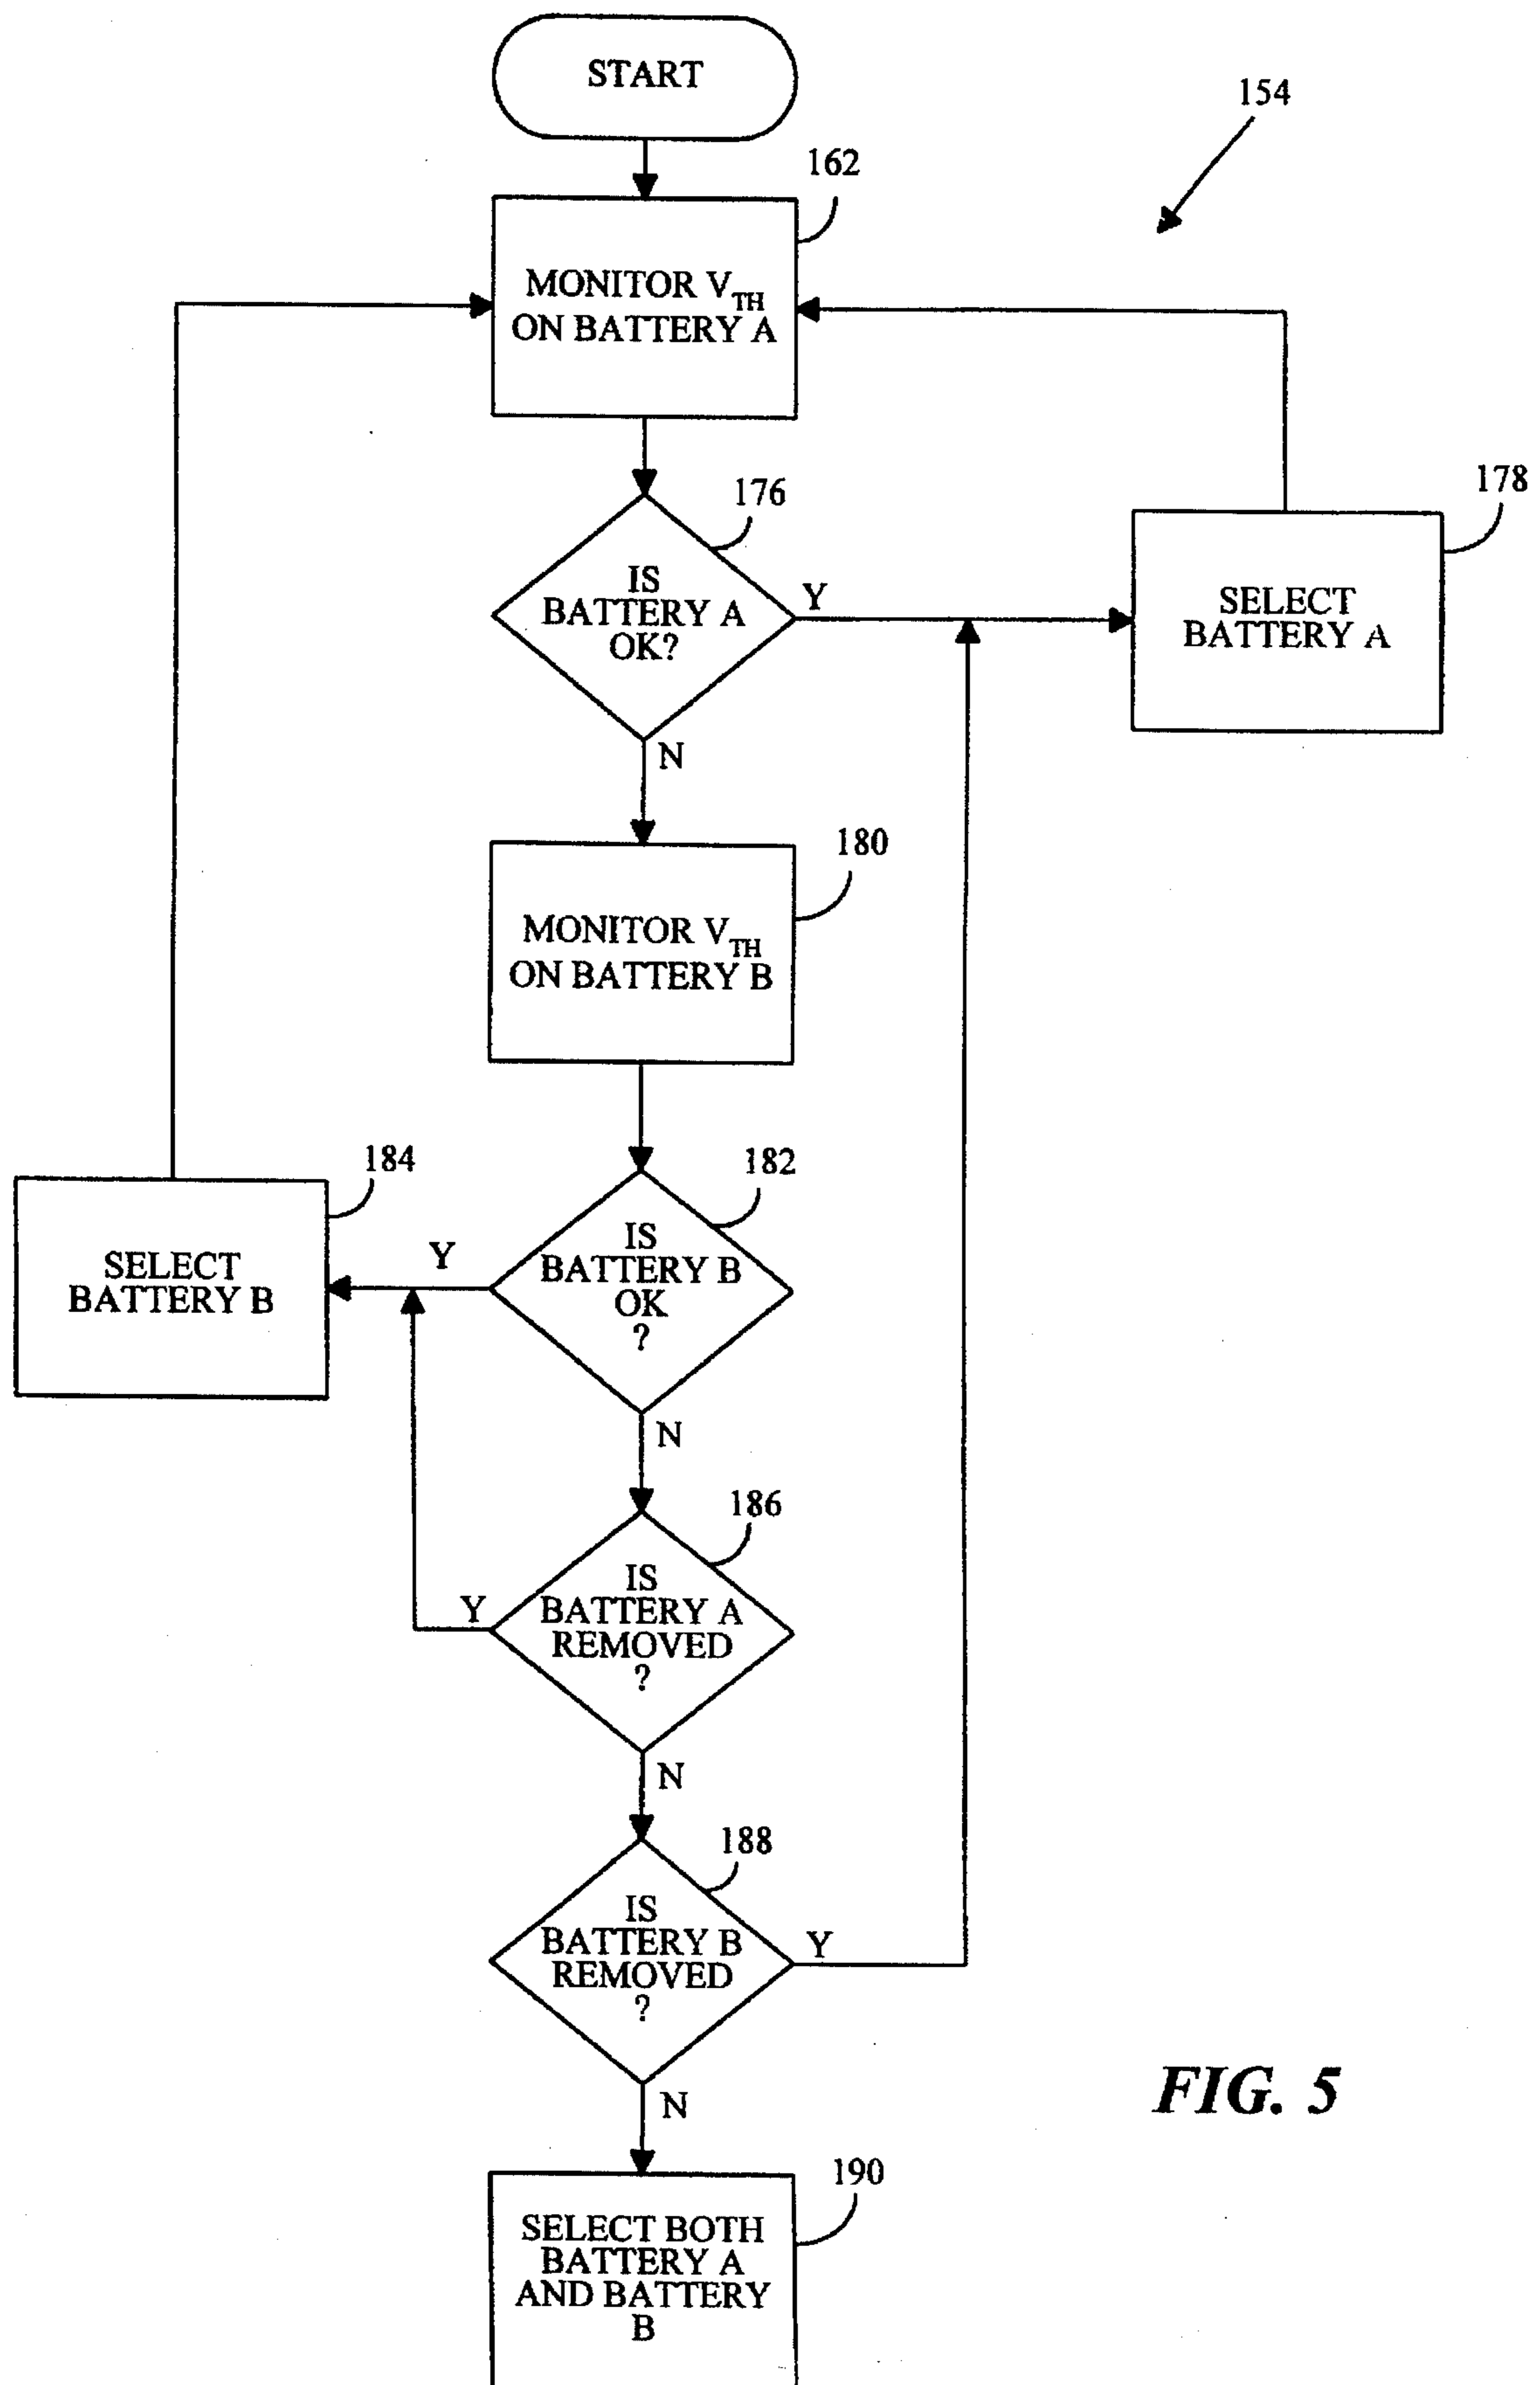 START
154
162
MONITOR VTH
ON BATTERY A
176
178
IS
BATTERY A
OK?
Y
SELECT
BATTERY A
N
180
MONITOR VTH
ON BATTERY B
184
182
SELECT
BATTERY B
Y
IS
BATTERY B
OK
?
N
186
IS
BATTERY A
REMOVED
?
Y
N
188
IS
BATTERY B
REMOVED
?
Y
N
FIG. 5
190
SELECT BOTH
BATTERY A
AND BATTERY
B